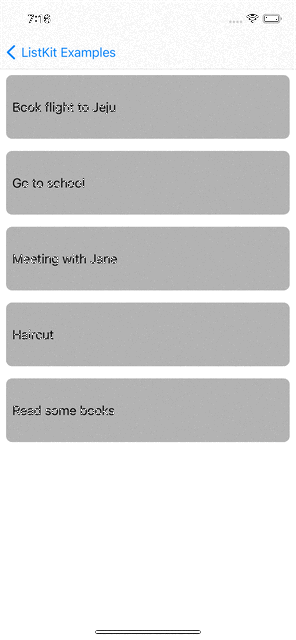 7:16
ListKit Examples
Book flight to Jeju
Go to school
Meeting with Jane
Haircut
Read some books